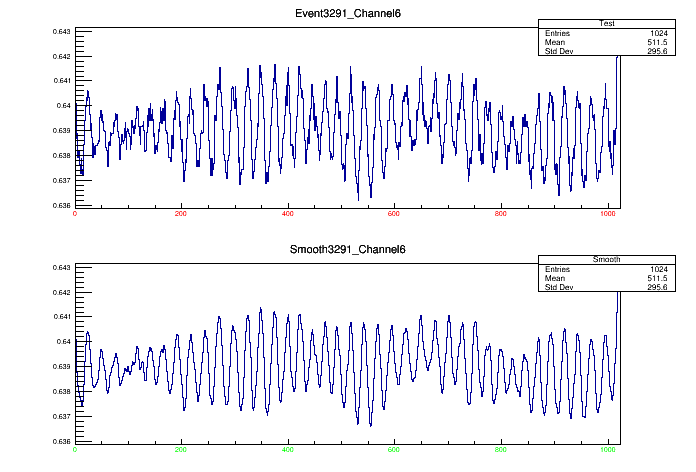 Event3291_Channel6
Test
Entries 1024
Mean 511.5
Std Dev 295.6
0.643
0.642
0.641
0.64
0.639
0.638
0.637
0.636
0 200 400 600 800 1000
Smooth3291_Channel6
Smooth
Entries 1024
Mean 511.5
Std Dev 295.6
0.643
0.642
0.641
0.64
0.639
0.638
0.637
0.636
0 200 400 600 800 1000